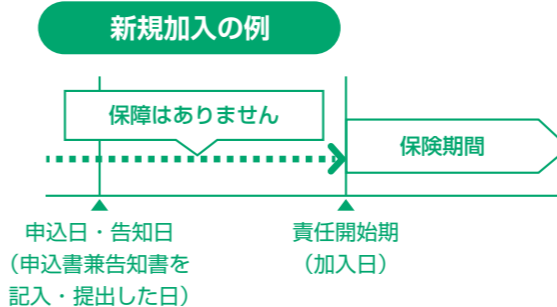 新規加入の例
保障はありません
保険期間
申込日・告知日
（申込書兼告知書を
記入・提出した日）
責任開始期
（加入日）